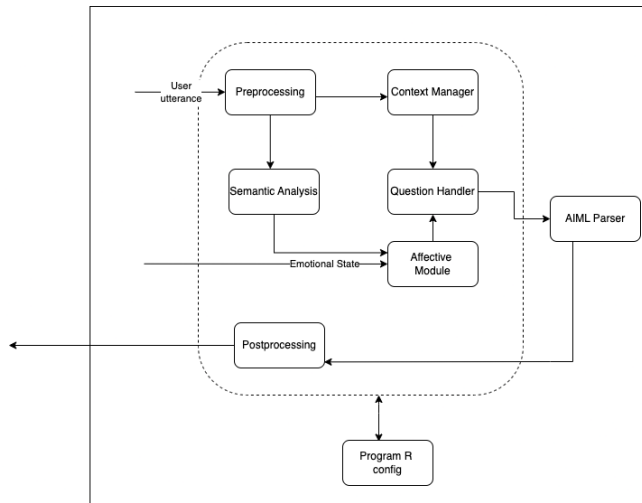 User
utterance
Preprocessing
Context Manager
Semantic Analysis
Question Handler
AIML Parser
Emotional State
Affective
Module
Postprocessing
Program R
config